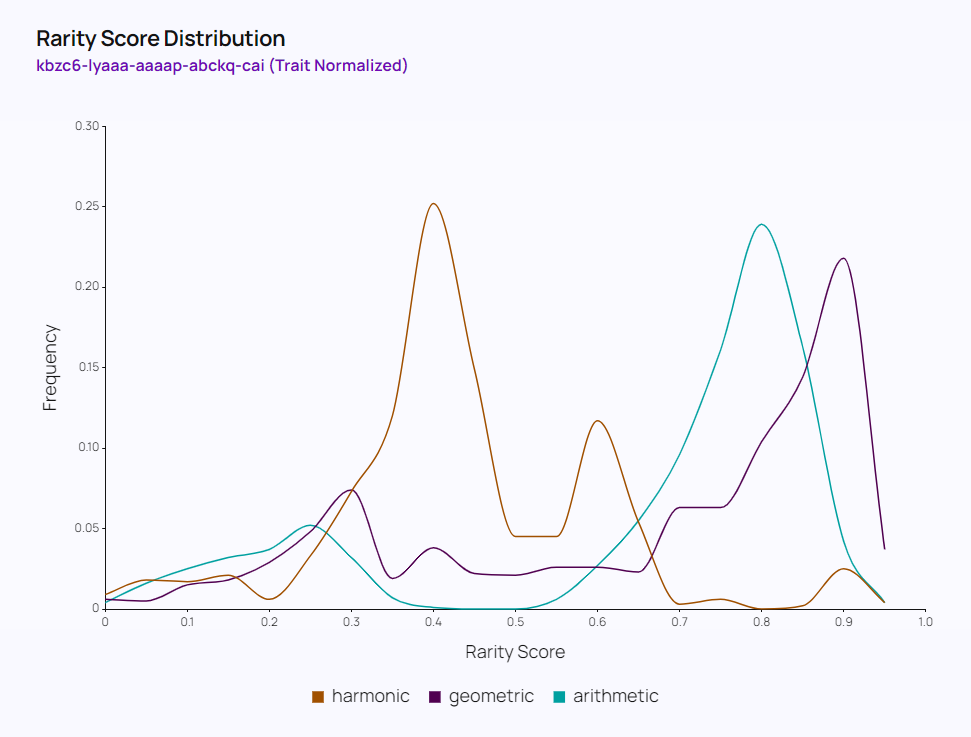 Rarity Score Distribution
kbzc6-lyaaa-aaaap-abckq-cai (Trait Normalized)
0.30
0.25
0.20
0.15
0.10
0.05
0
Frequency
0 0.1 0.2 0.3 0.4 0.5 0.6 0.7 0.8 0.9 1.0
Rarity Score
harmonic geometric arithmetic